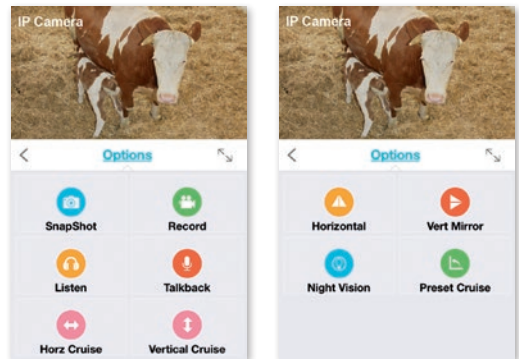 IP Camera
Options
SnapShot
Record
Listen
Talkback
Horz Cruise
Vertical Cruise
IP Camera
Options
Horizontal
Vert Mirror
Night Vision
Preset Cruise